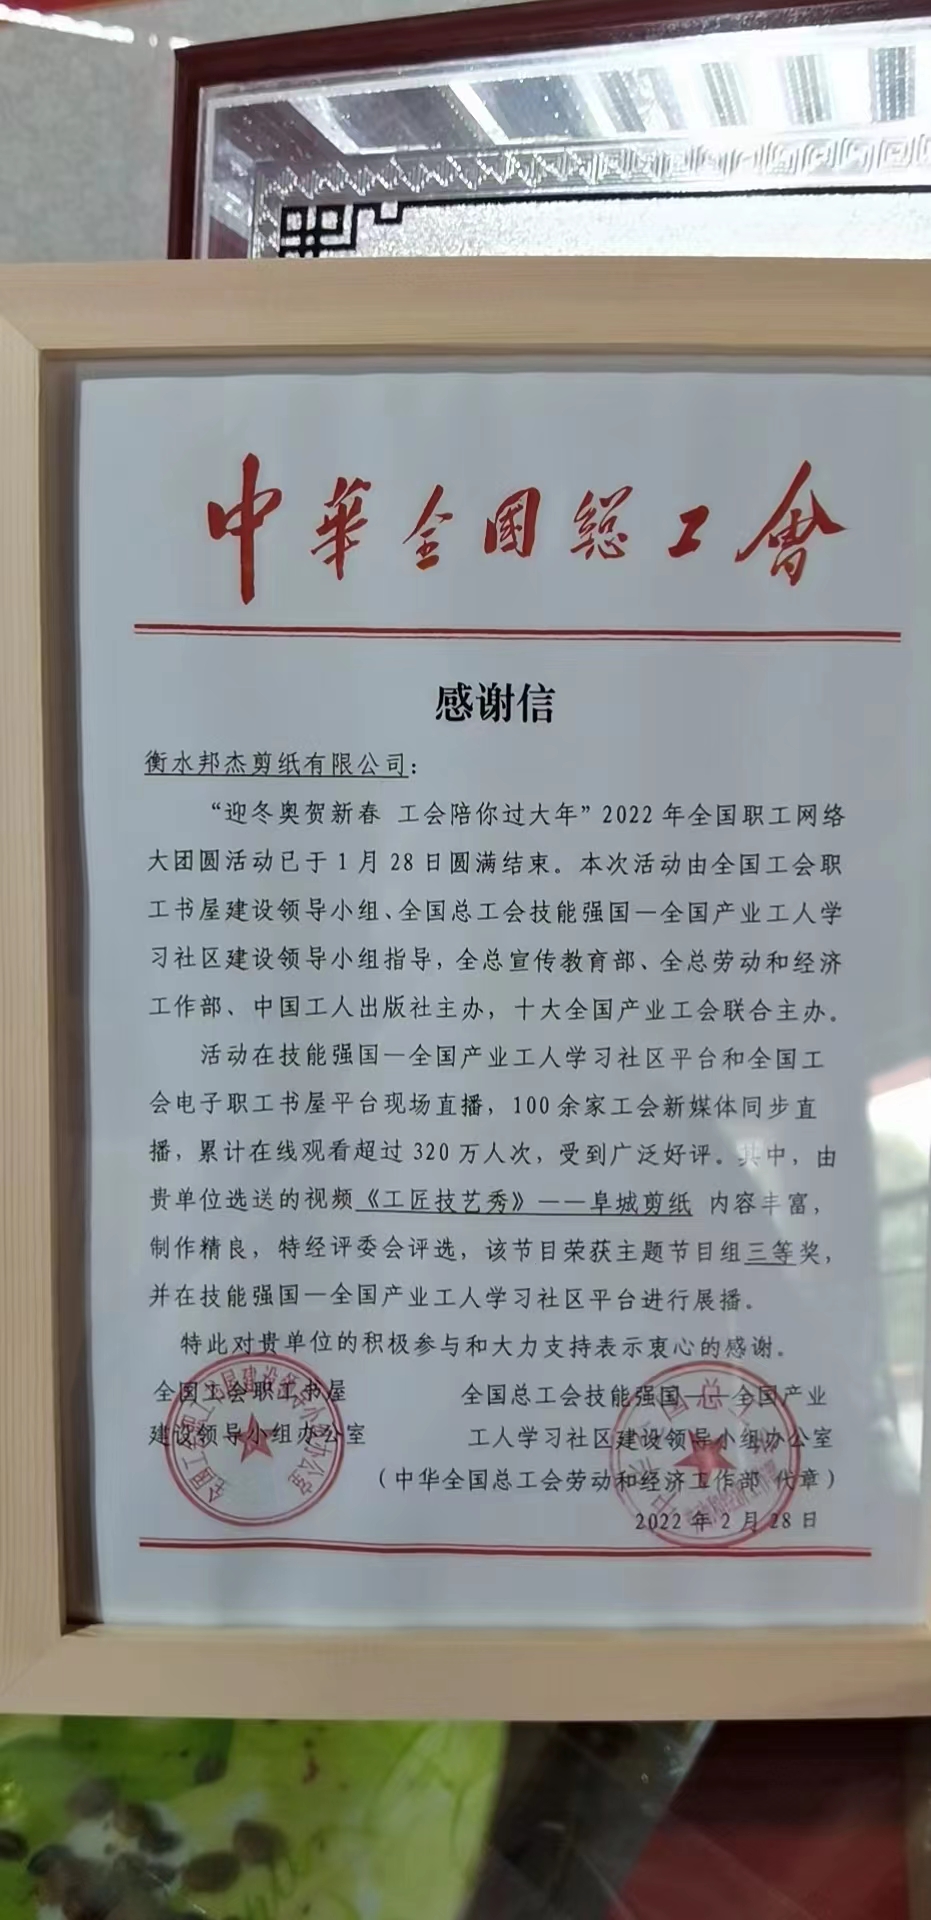 中華全國總工會
感谢信
衡水邦杰剪纸有限公司：
“迎冬奥贺新春 工会陪你过大年”2022年全国职工网络
大团圆活动已于1月28日圆满结束。本次活动由全国工会职
工书屋建设领导小组、全国总工会技能强国—全国产业工人学
习社区建设领导小组指导，全总宣传教育部、全总劳动和经济
工作部、中国工人出版社主办，十大全国产业工会联合主办。
活动在技能强国—全国产业工人学习社区平台和全国工
会电子职工书屋平台现场直播，100余家工会新媒体同步直
播，累计在线观看超过320万人次，受到广泛好评。其中，由
贵单位选送的视频《工匠技艺秀》——阜城剪纸 内容丰富，
制作精良，特经评委会评选，该节目荣获主题节目组三等奖，
并在技能强国—全国产业工人学习社区平台进行展播。
特此对贵单位的积极参与和大力支持表示衷心的感谢。
全国工会职工书屋
建设领导小组办公室
全国总工会技能强国——全国产业
工人学习社区建设领导小组办公室
（中华全国总工会劳动和经济工作部 代章）
2022年2月28日